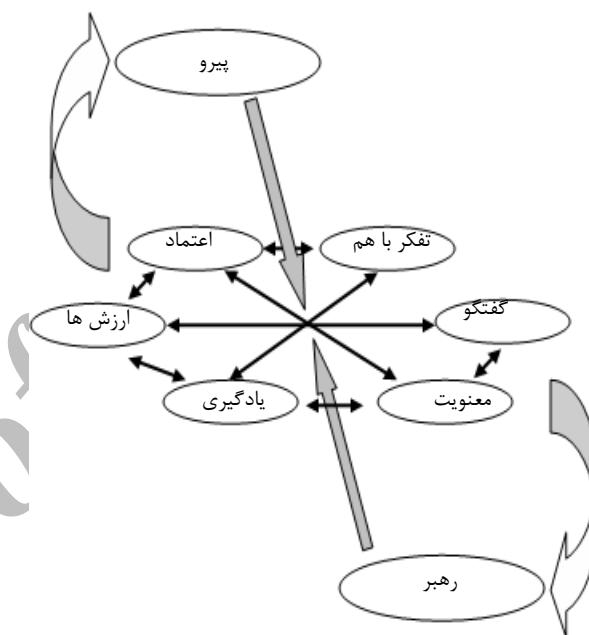 پیرو
تفکر با هم
اعتماد
گفتگو
ارزش ها
معنویت
یادگیری
رهبر